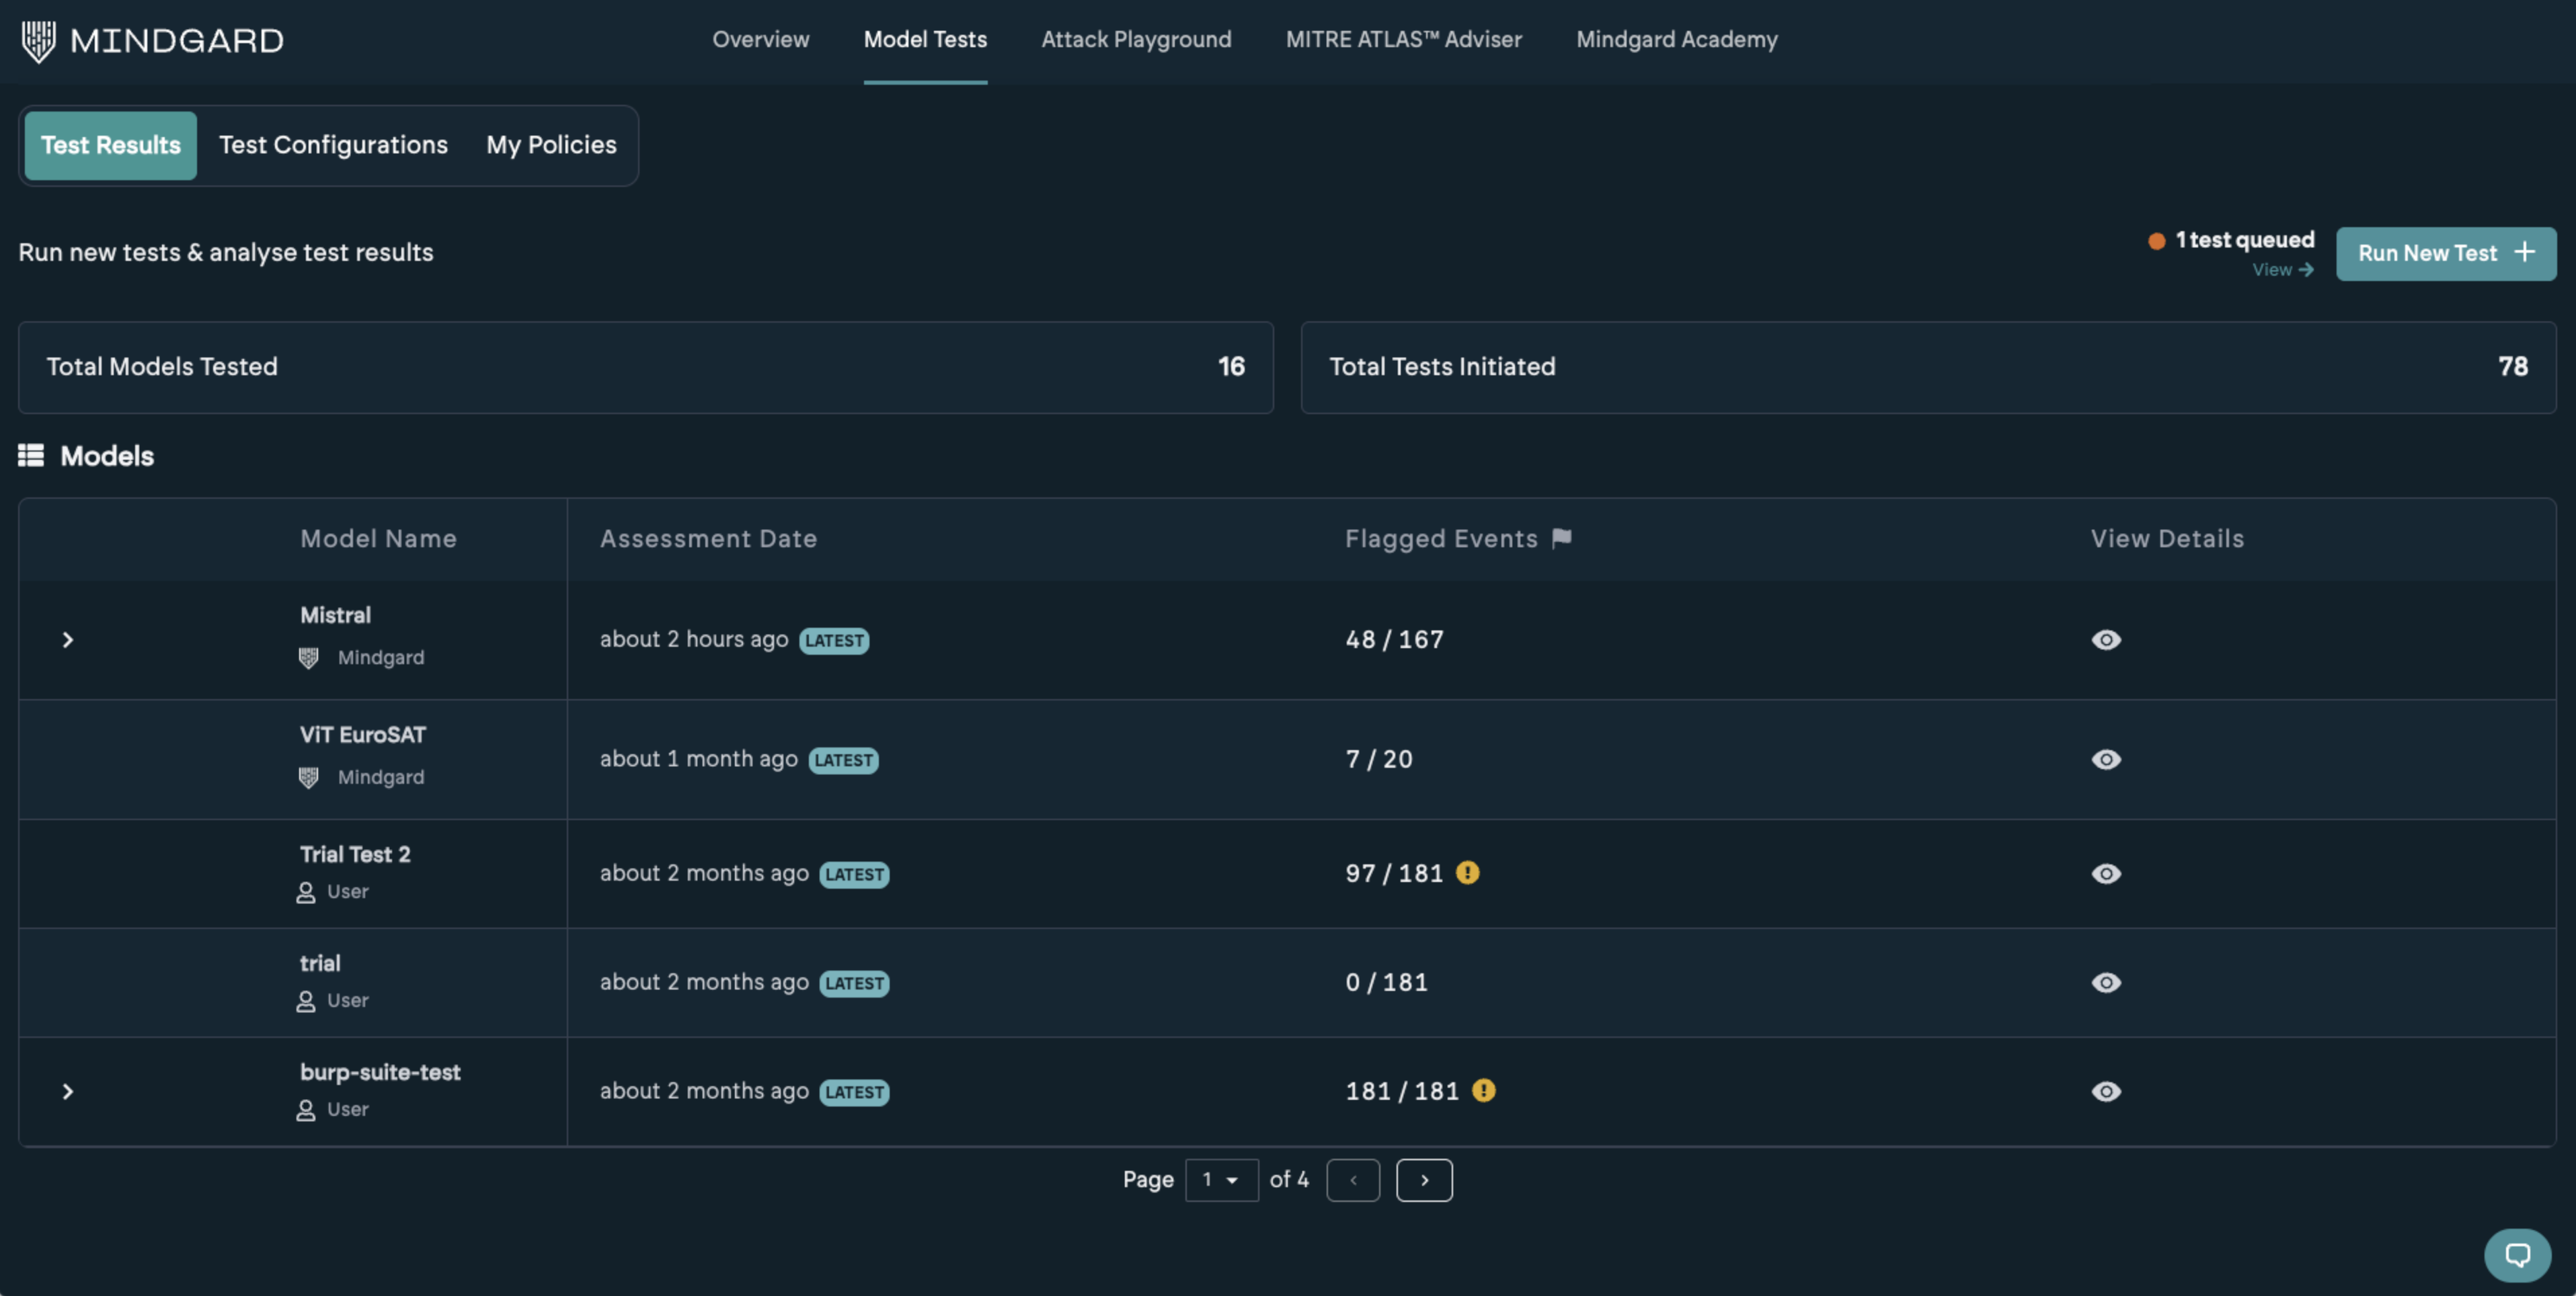 MINDGARD
Overview
Model Tests
Attack Playground
MITRE ATLAS™ Adviser
Mindgard Academy
Test Results
Test Configurations
My Policies
Run new tests & analyse test results
1 test queued
View →
Run New Test +
Total Models Tested
16
Total Tests Initiated
78
Models
Model Name
Assessment Date
Flagged Events
View Details
Mistral
Mindgard
about 2 hours ago LATEST
48 / 167
ViT EuroSAT
Mindgard
about 1 month ago LATEST
7 / 20
Trial Test 2
User
about 2 months ago LATEST
97 / 181
trial
User
about 2 months ago LATEST
0 / 181
burp-suite-test
User
about 2 months ago LATEST
181 / 181
Page 1 of 4